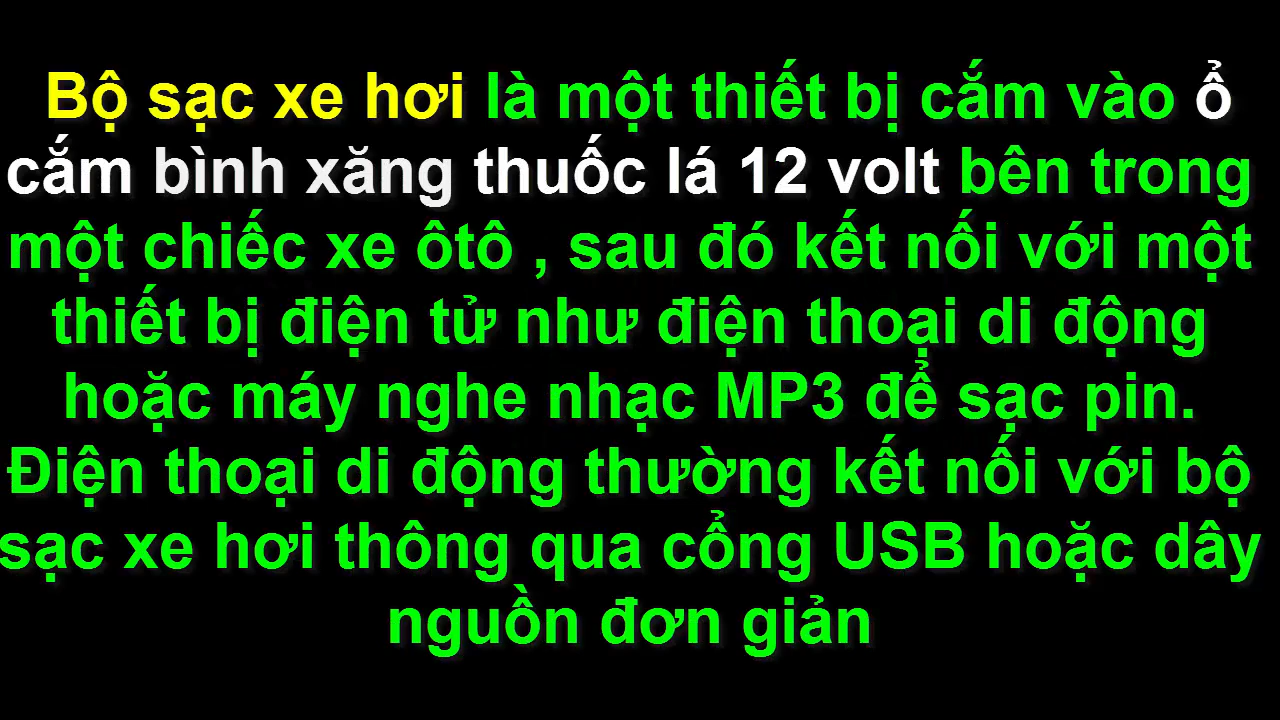 Bộ sạc xe hơi là một thiết bị cắm vào ổ
cắm bình xăng thuốc lá 12 volt bên trong
một chiếc xe ôtô , sau đó kết nối với một
thiết bị điện tử như điện thoại di động
hoặc máy nghe nhạc MP3 để sạc pin.
Điện thoại di động thường kết nối với bộ
sạc xe hơi thông qua cổng USB hoặc dây
nguồn đơn giản